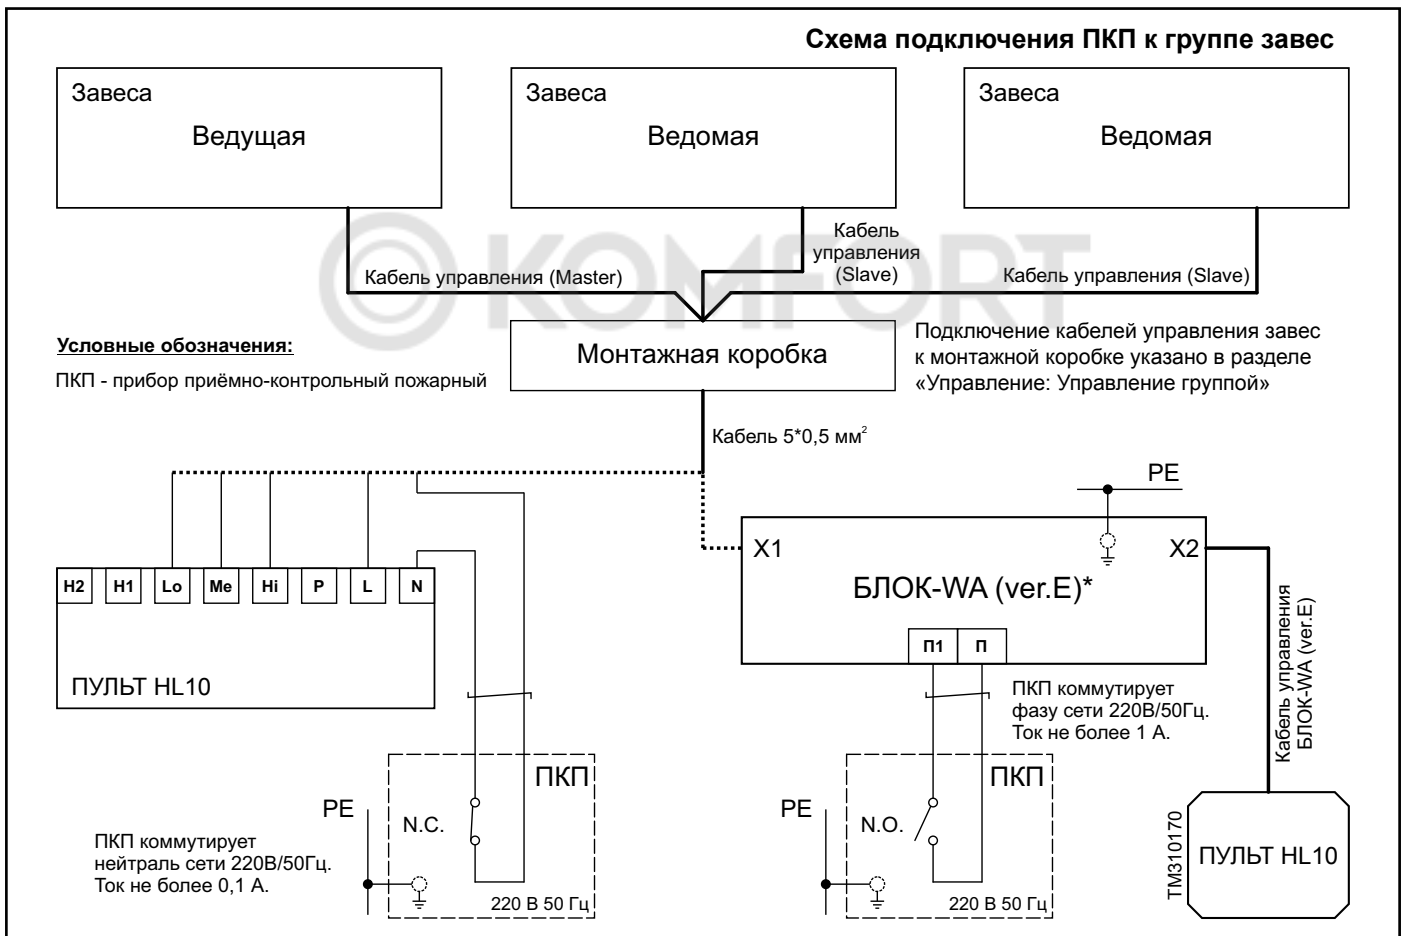 Схема подключения ПКП к группе завес
Завеса
Ведущая
Завеса
Ведомая
Завеса
Ведомая
KOMFORT
Кабель управления (Master)
Кабель
управления
(Slave)
Кабель управления (Slave)
Условные обозначения:
ПКП - прибор приёмно-контрольный пожарный
Монтажная коробка
Подключение кабелей управления завес
к монтажной коробке указано в разделе
«Управление: Управление группой»
Кабель 5*0,5 мм²
H2 H1 Lo Me Hi P L N
ПУЛЬТ HL10
PE
X1
X2
БЛОК-WA (ver.E)*
П1 П
Кабель управления
БЛОК-WA (ver.E)
ПКП коммутирует
фазу сети 220В/50Гц.
Ток не более 1 А.
ПКП
PE
N.C.
220 В 50 Гц
ПКП коммутирует
нейтраль сети 220В/50Гц.
Ток не более 0,1 А.
ПКП
PE
N.O.
220 В 50 Гц
TM310170
ПУЛЬТ HL10